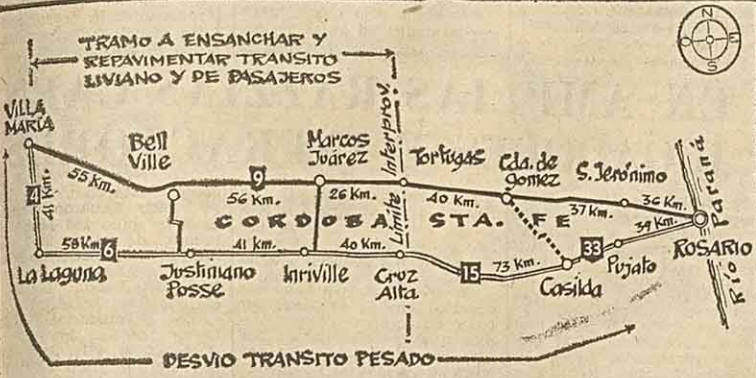 TRAMO A ENSANCHAR Y
REPAVIMENTAR TRANSITO
LIVIANO Y DE PASAJEROS
N
O E
S
VILLA
MARIA
Bell
Ville
Marcos
Juárez
Límite Interprov.
Tortugas
Cda. de
gomez
S. Jerónimo
Río Paraná
55 Km.
9
56 Km.
26 Km.
40 Km.
37 Km.
36 Km.
4
41 Km.
CORDOBA
STA. FE
39 Km.
ROSARIO
58 Km
6
41 Km.
40 Km.
15
73 Km.
33
La Laguna
Justiniano
Posse
Inriville
Cruz
Alta
Casilda
Pujato
DESVIO TRANSITO PESADO